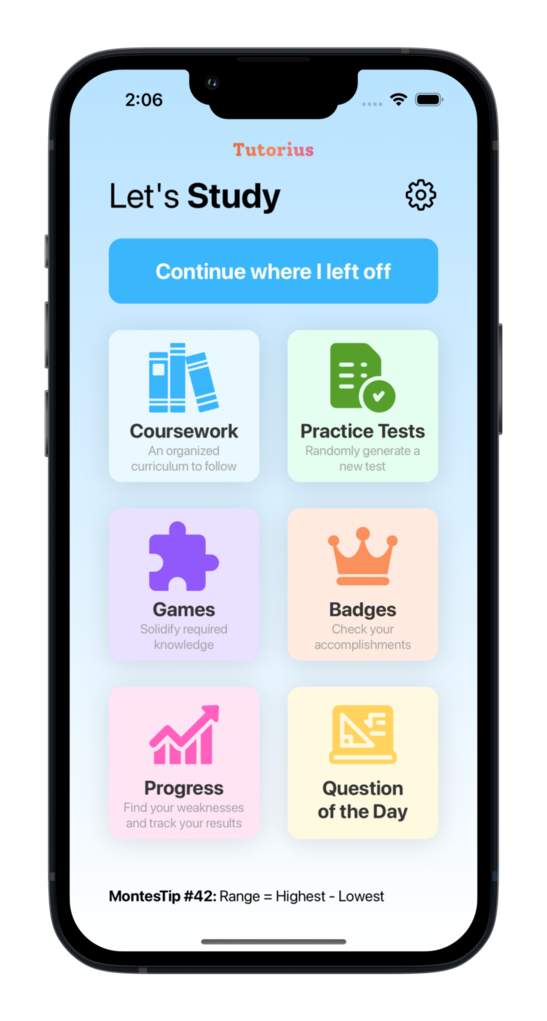 2:06
Tutorius
Let's Study
Continue where I left off
Coursework
An organized
curriculum to follow
Practice Tests
Randomly generate a
new test
Games
Solidify required
knowledge
Badges
Check your
accomplishments
Progress
Find your weaknesses
and track your results
Question
of the Day
MontesTip #42: Range = Highest - Lowest